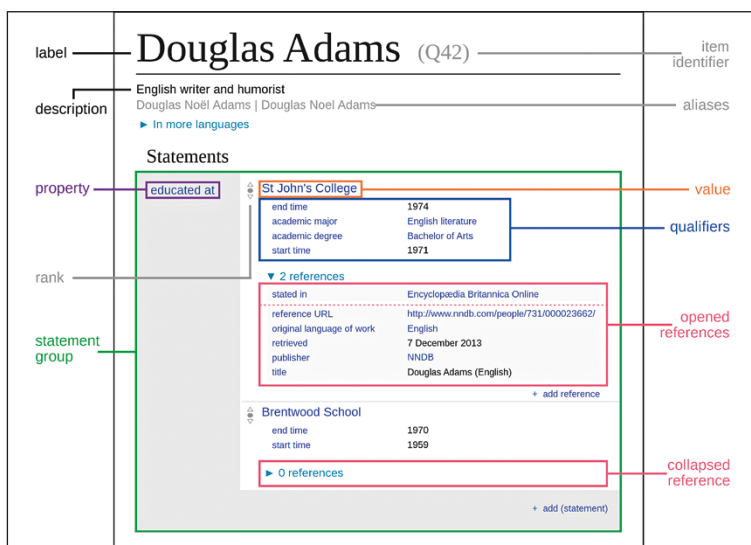 label
Douglas Adams (Q42)
item
identifier
description
English writer and humorist
Douglas Noël Adams | Douglas Noel Adams
aliases
► In more languages
Statements
property
educated at
St John's College
value
end time 1974
academic major English literature
academic degree Bachelor of Arts
start time 1971
qualifiers
rank
▼ 2 references
stated in Encyclopædia Britannica Online
reference URL http://www.nndb.com/people/731/000023662/
original language of work English
retrieved 7 December 2013
publisher NNDB
title Douglas Adams (English)
opened
references
statement
group
+ add reference
Brentwood School
end time 1970
start time 1959
► 0 references
collapsed
reference
+ add (statement)